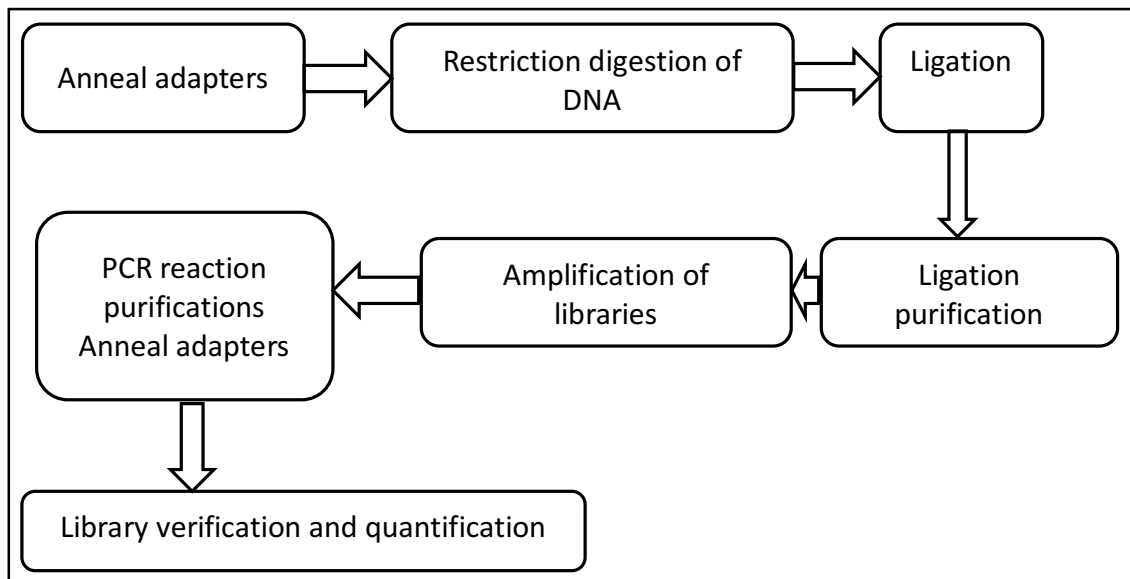 Anneal adapters
Restriction digestion of
DNA
Ligation
Ligation
purification
Amplification of
libraries
PCR reaction
purifications
Anneal adapters
Library verification and quantification